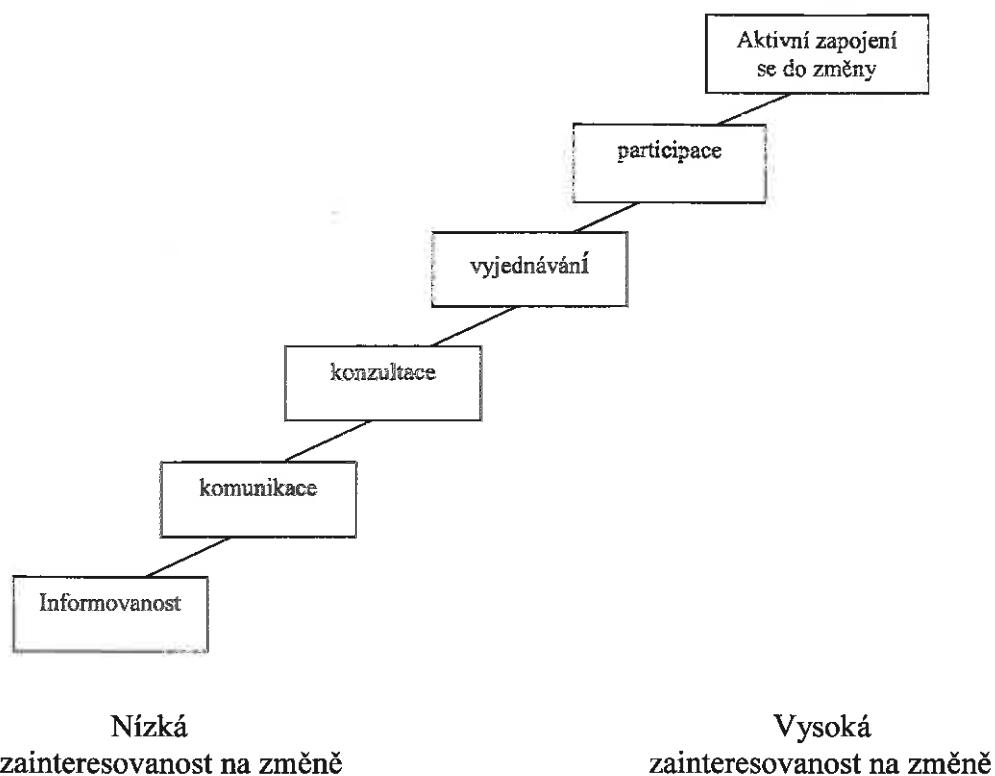 Aktivní zapojení
se do změny
participace
vyjednávání
konzultace
komunikace
Informovanost
Nízká
zainteresovanost na změně
Vysoká
zainteresovanost na změně